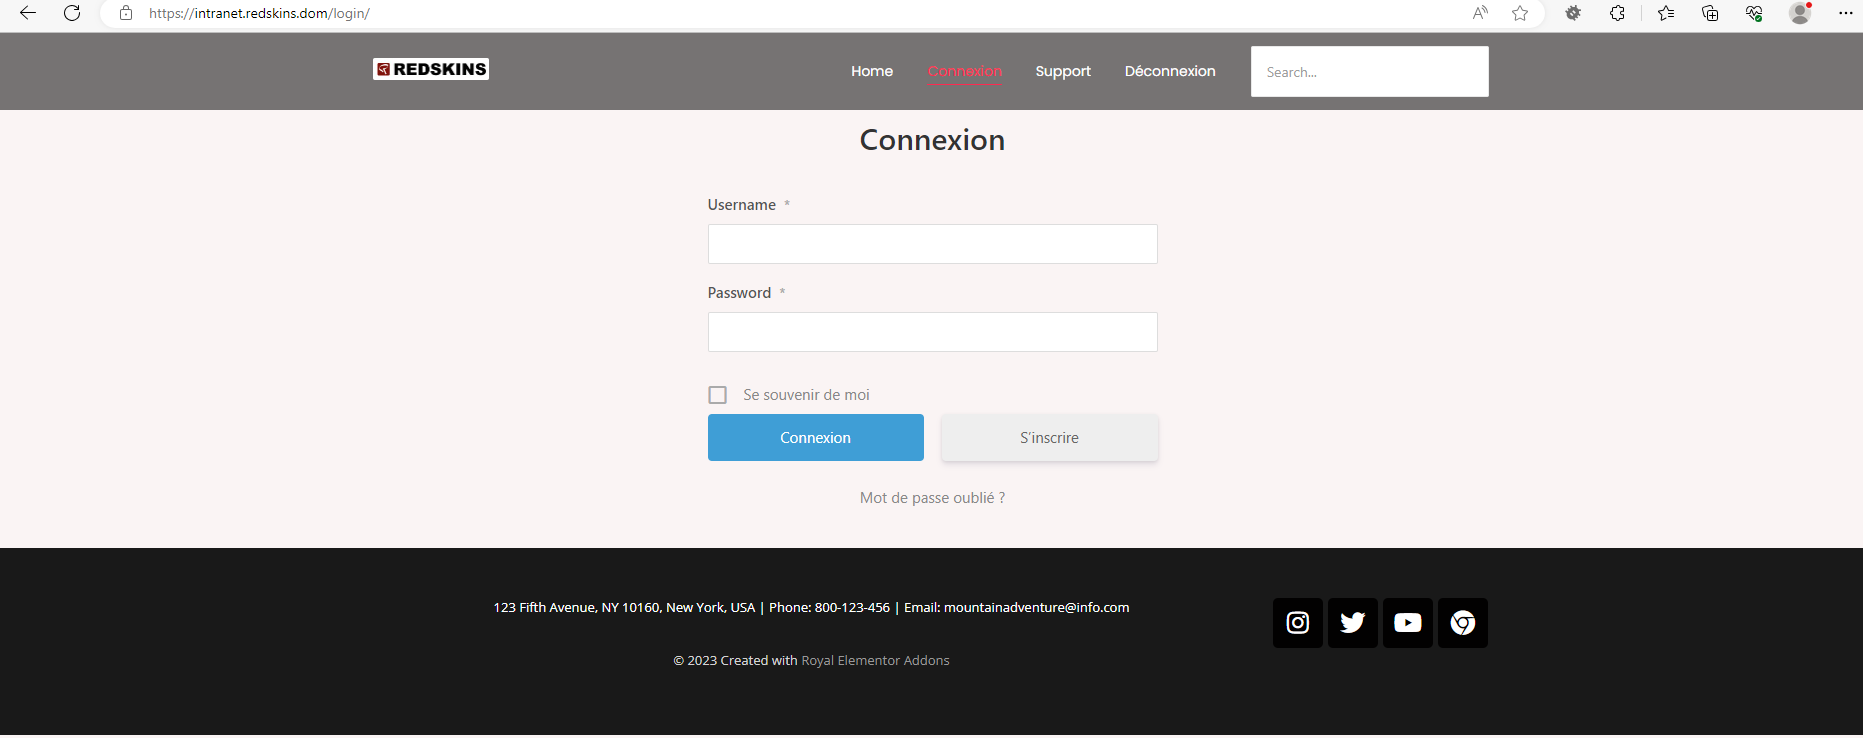 https://intranet.redskins.dom/login/
REDSKINS
Home Connexion Support Déconnexion Search...
Connexion
Username *
Password *
Se souvenir de moi
Connexion S'inscrire
Mot de passe oublié ?
123 Fifth Avenue, NY 10160, New York, USA | Phone: 800-123-456 | Email: mountainadventure@info.com
© 2023 Created with Royal Elementor Addons